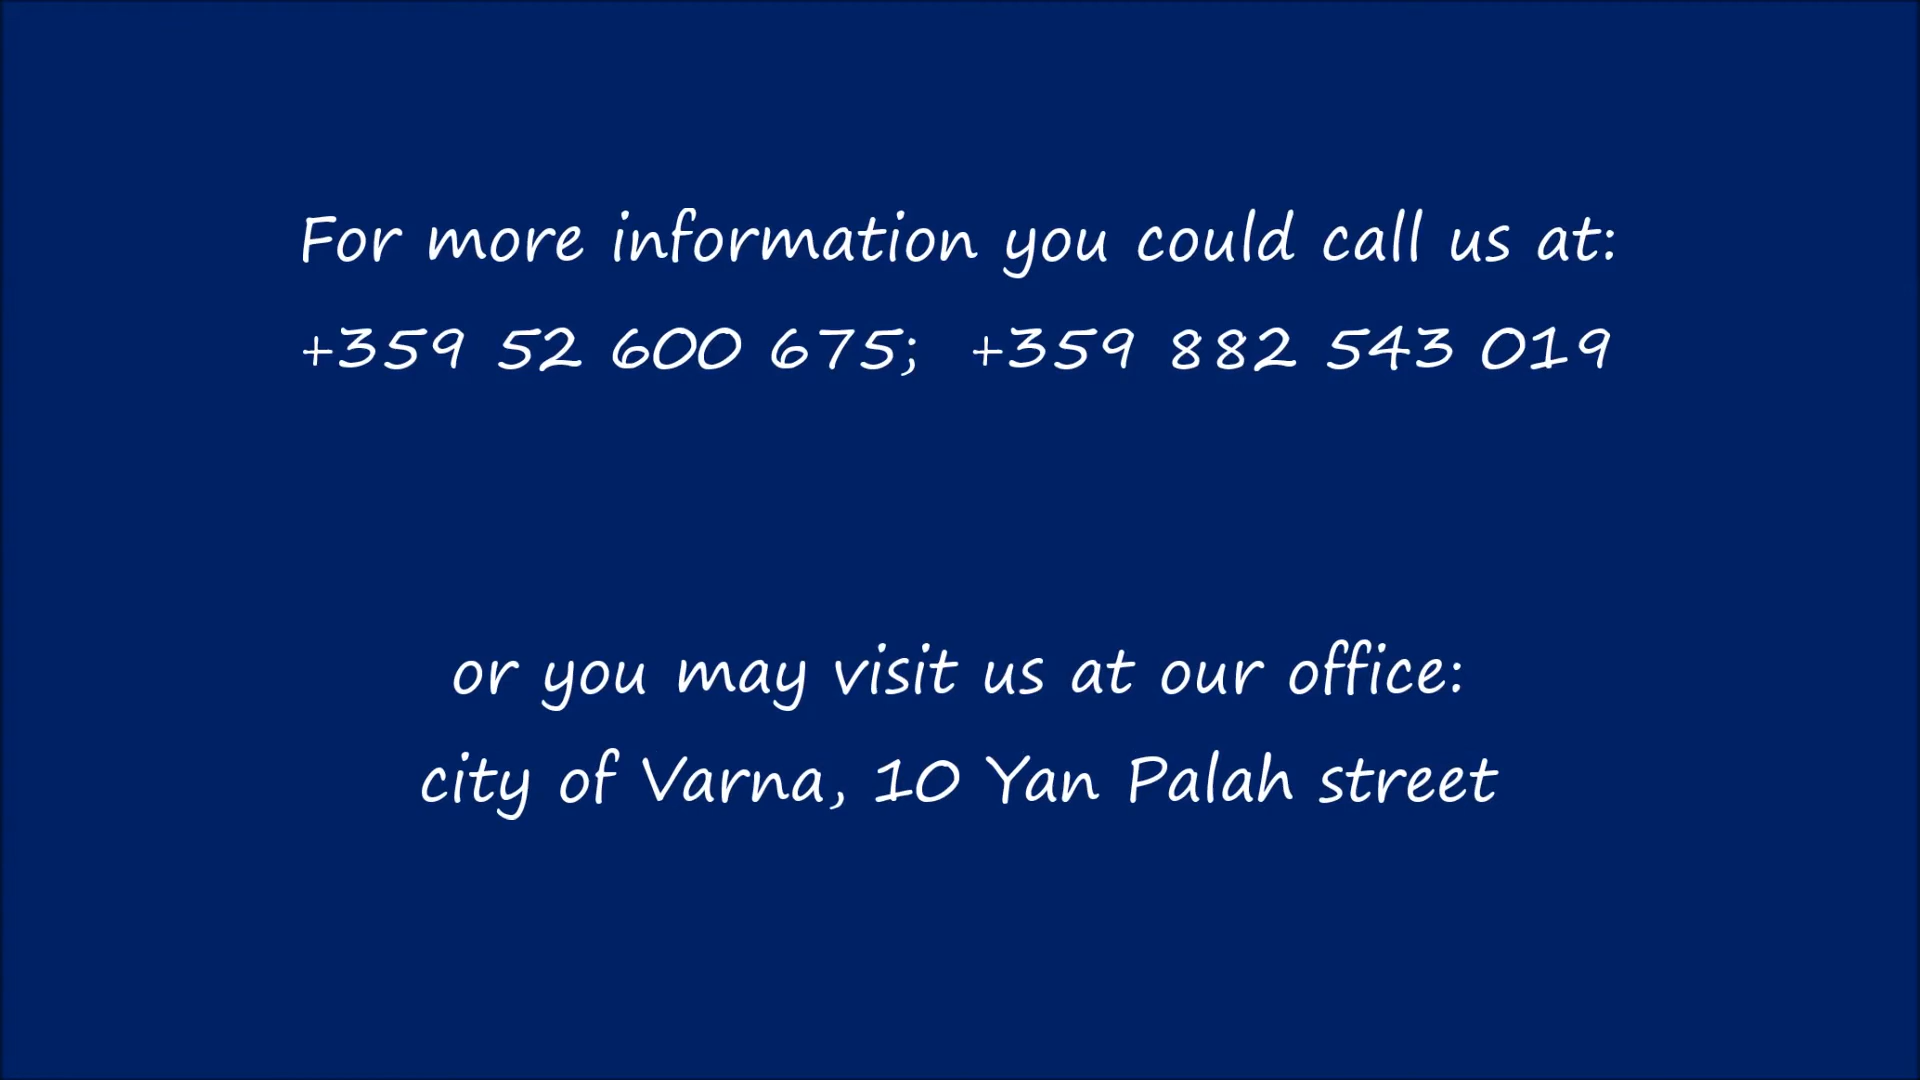 For more information you could call us at:
+359 52 600 675; +359 882 543 019
or you may visit us at our office:
city of Varna, 10 Yan Palah street